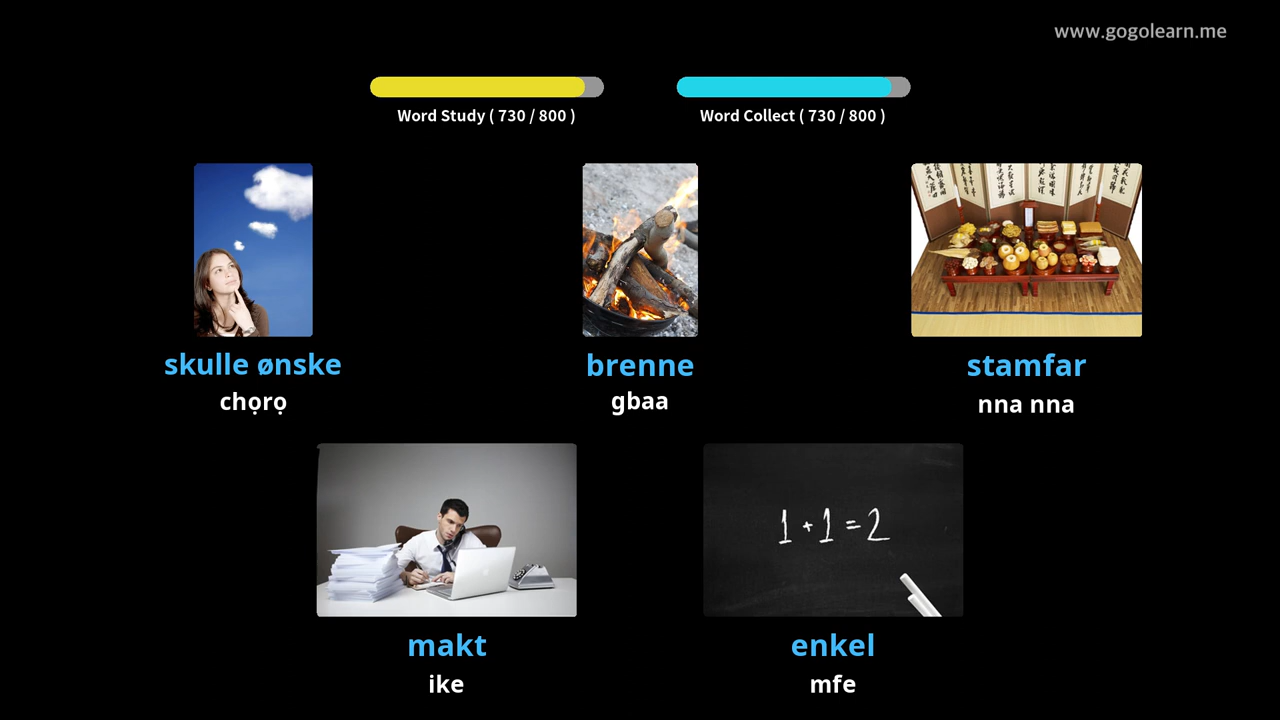 www.gogolearn.me
Word Study ( 730 / 800 )
Word Collect ( 730 / 800 )
skulle ønske
chọrọ
brenne
gbaa
stamfar
nna nna
1+1=2
makt
ike
enkel
mfe